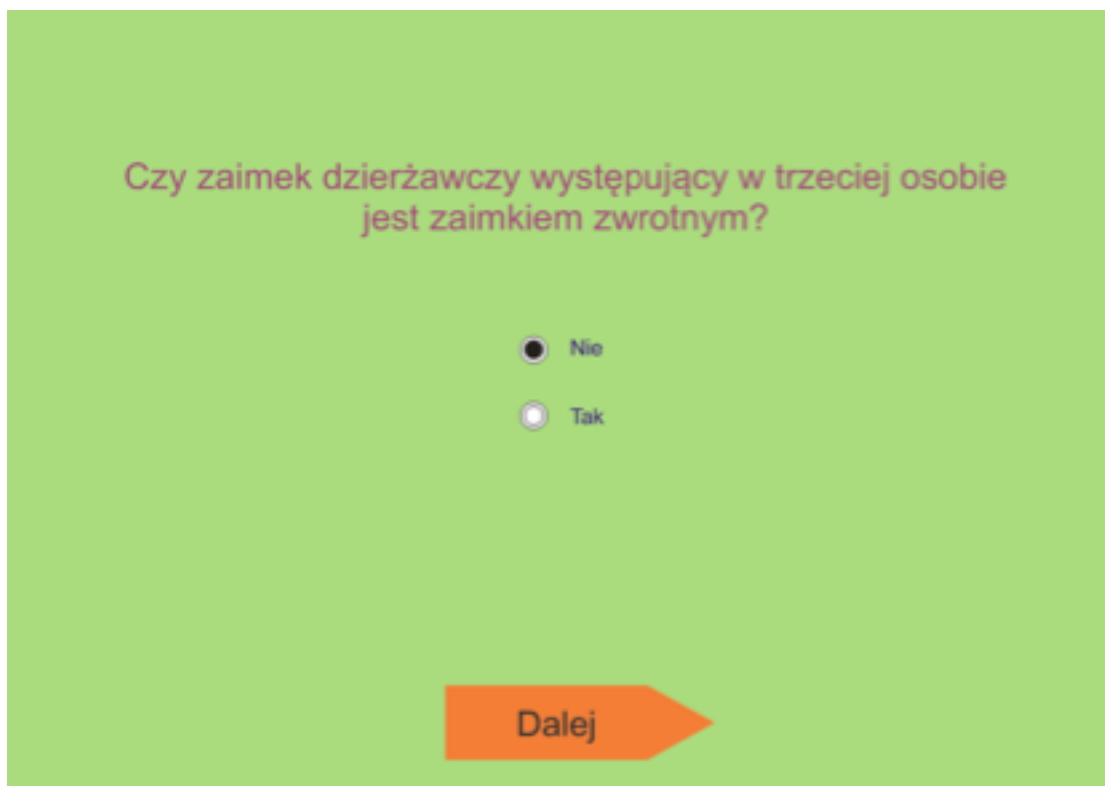 Czy zaimek dzierżawczy występujący w trzeciej osobie
jest zaimkiem zwrotnym?
Nie
Tak
Dalej